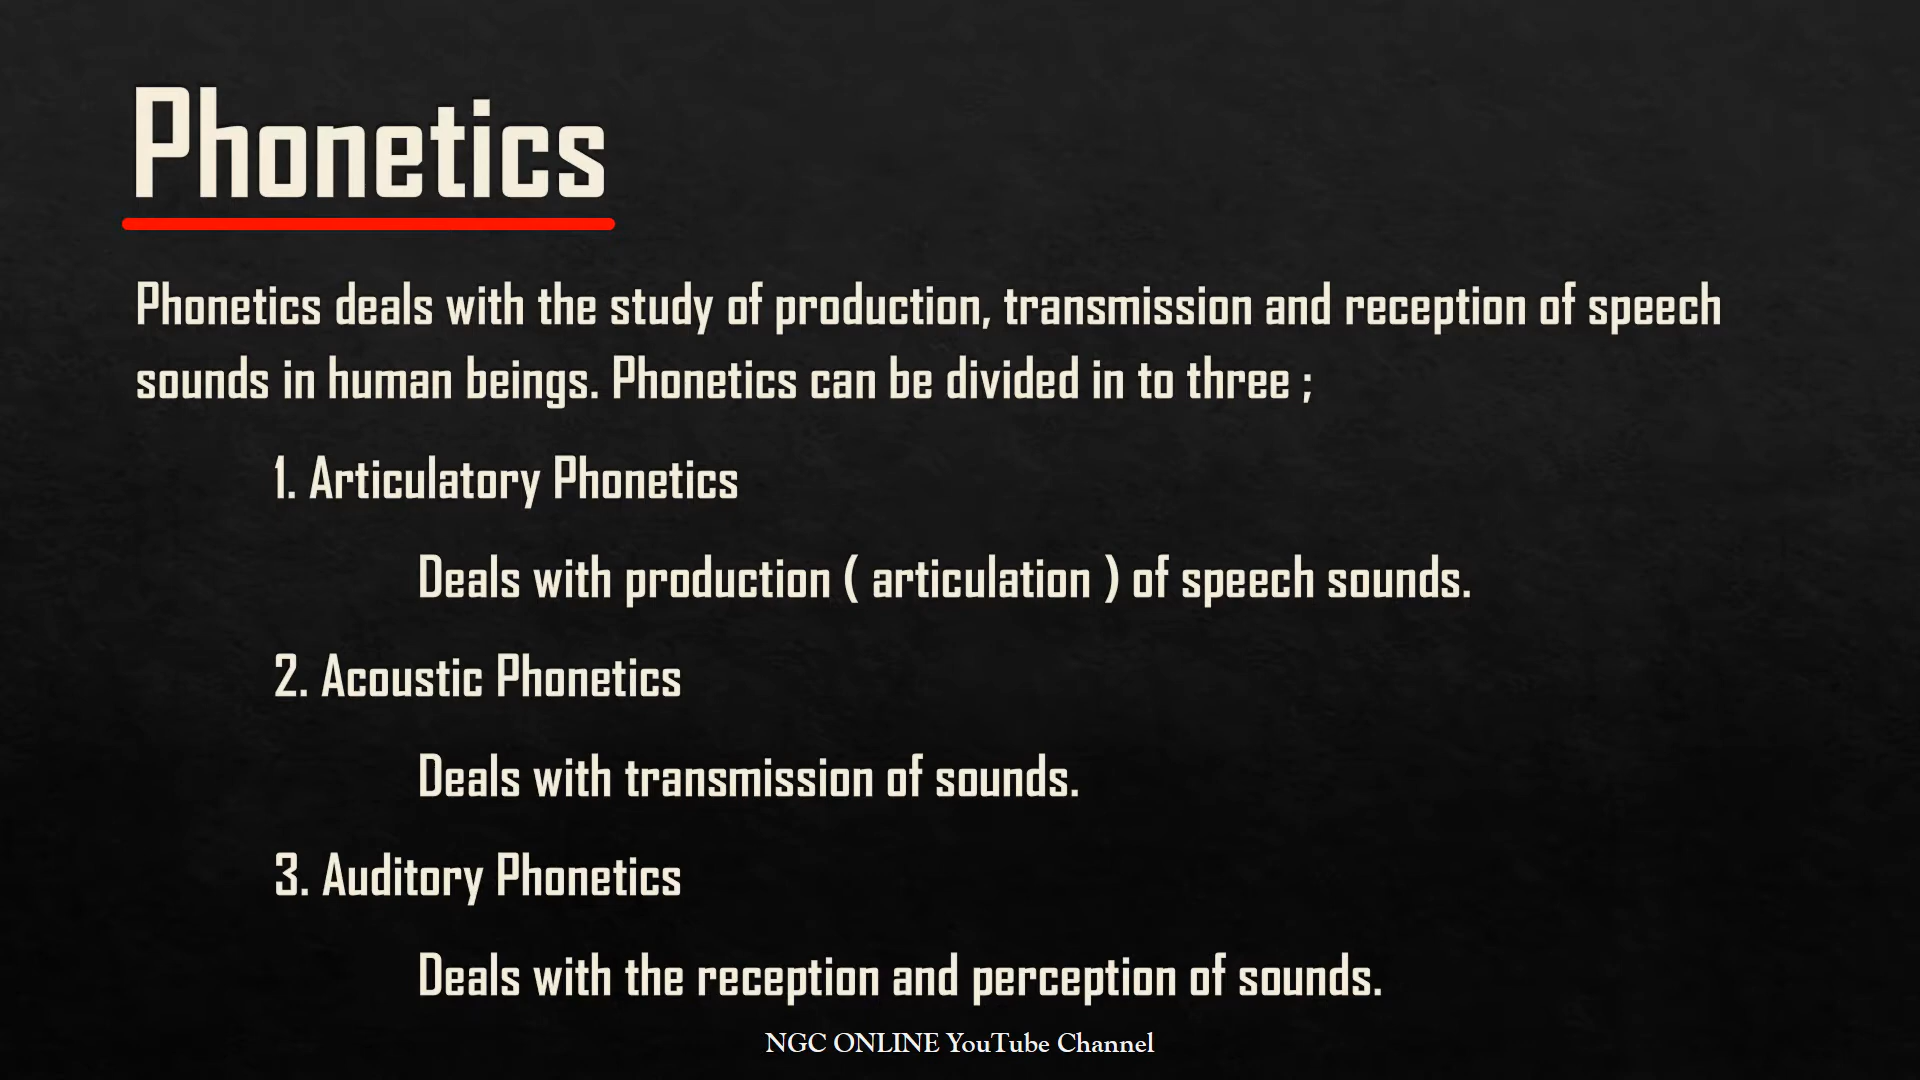 Phonetics
Phonetics deals with the study of production, transmission and reception of speech
sounds in human beings. Phonetics can be divided in to three ;
1. Articulatory Phonetics
Deals with production ( articulation ) of speech sounds.
2. Acoustic Phonetics
Deals with transmission of sounds.
3. Auditory Phonetics
Deals with the reception and perception of sounds.
NGC ONLINE YouTube Channel